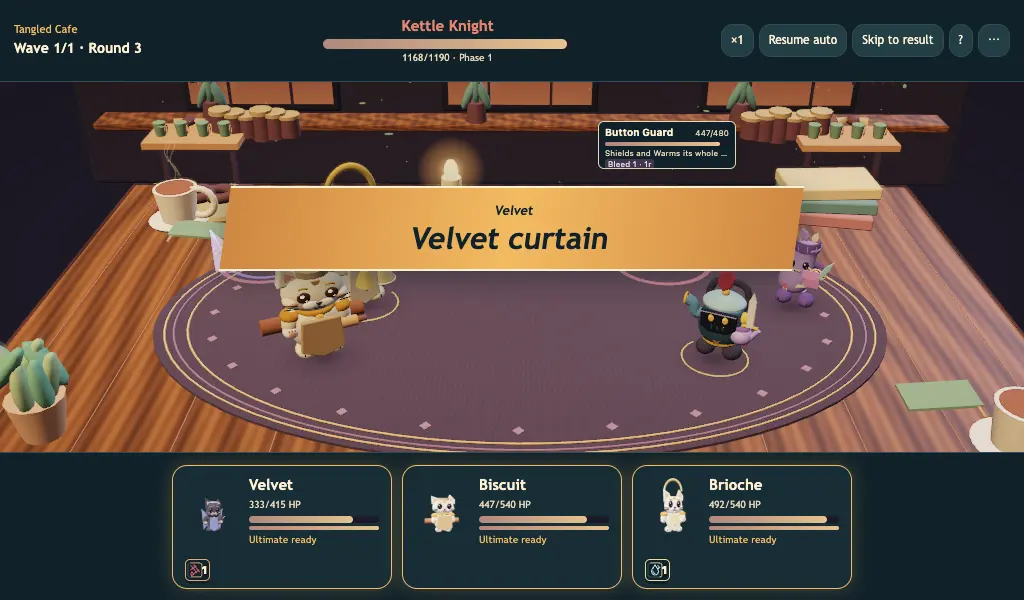 Tangled Cafe
Wave 1/1 · Round 3
Kettle Knight
1168/1190 · Phase 1
×1
Resume auto
Skip to result
?
···
Button Guard 447/480
Shields and Warms its whole ...
Bleed 1 · 1r
Velvet
Velvet curtain
Velvet
333/415 HP
Ultimate ready
1
Biscuit
447/540 HP
Ultimate ready
Brioche
492/540 HP
Ultimate ready
1